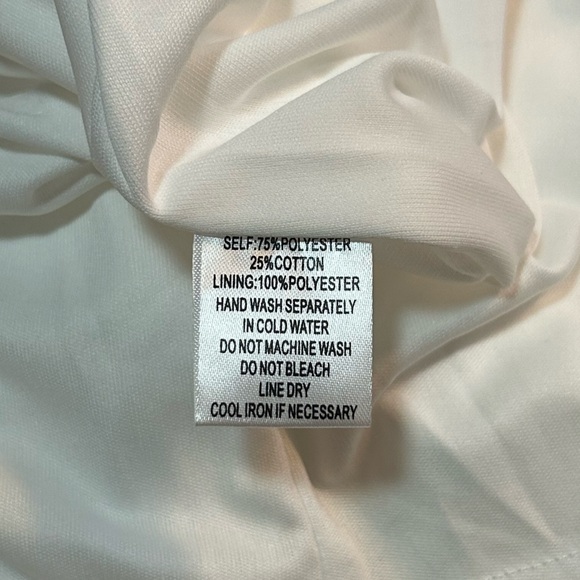 SELF:75%POLYESTER
25%COTTON
LINING:100%POLYESTER
HAND WASH SEPARATELY
IN COLD WATER
DO NOT MACHINE WASH
DO NOT BLEACH
LINE DRY
COOL IRON IF NECESSARY